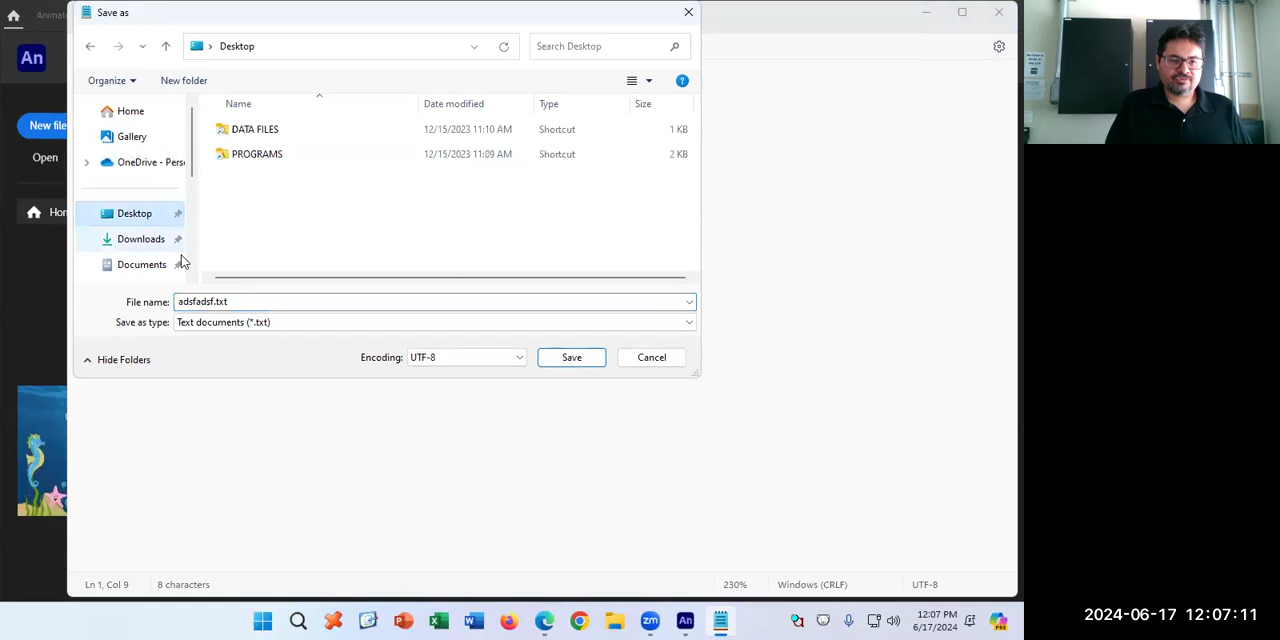 Animat
Save as
An
Desktop
Search Desktop
Organize
New folder
Name
Date modified
Type
Size
Home
Gallery
OneDrive - Pers
DATA FILES
12/15/2023 11:10 AM
Shortcut
1 KB
PROGRAMS
12/15/2023 11:09 AM
Shortcut
2 KB
New file
Open
Hom
Desktop
Downloads
Documents
File name: adsfadsf.txt
Save as type: Text documents (*.txt)
Hide Folders
Encoding: UTF-8
Save
Cancel
Ln 1, Col 9
8 characters
230%
Windows (CRLF)
UTF-8
An
12:07 PM
6/17/2024
PRE
2024-06-17 12:07:11